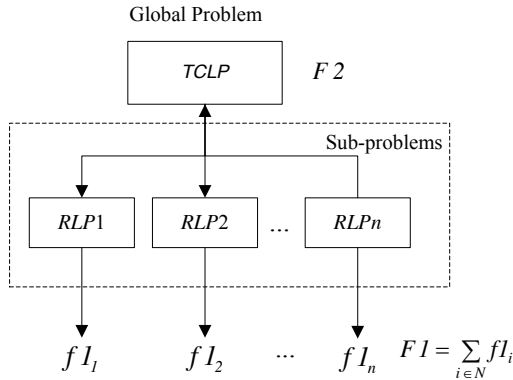 Global Problem
TCLP F2
Sub-problems
RLP1 RLP2 ... RLPn
f1₁ f1₂ ... f1ₙ F1 = ∑ f1ᵢ
i∈N